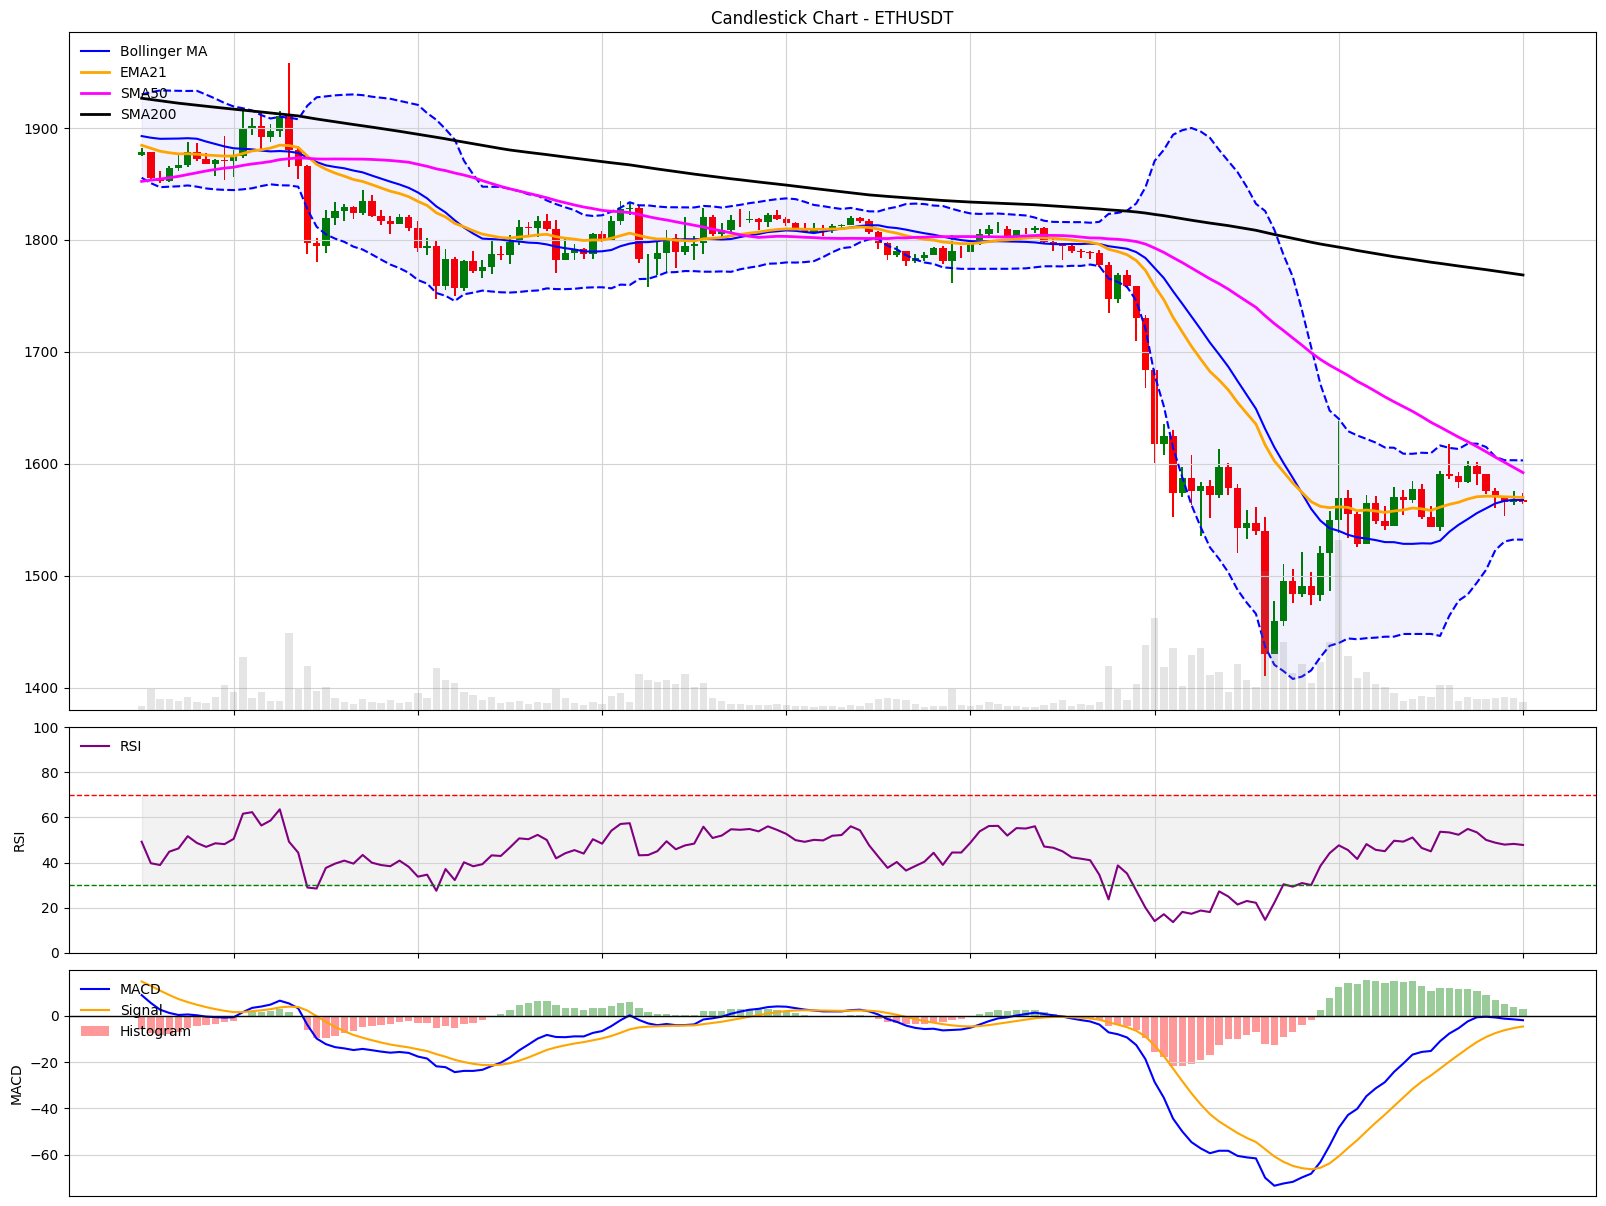 Candlestick Chart - ETHUSDT
Bollinger MA
EMA21
SMA50
SMA200
1900
1800
1700
1600
1500
1400
RSI
100
80
60
40
20
0
RSI
MACD
Signal
Histogram
0
−20
−40
−60
MACD